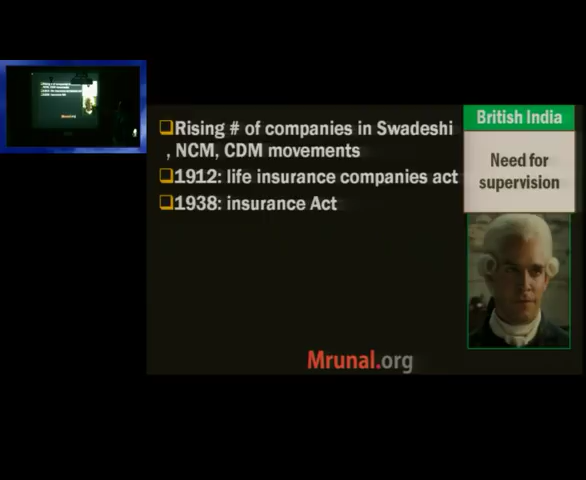 British India
Need for
supervision
❑Rising # of companies in Swadeshi
, NCM, CDM movements
❑1912: life insurance companies act
❑1938: insurance Act
Mrunal.org